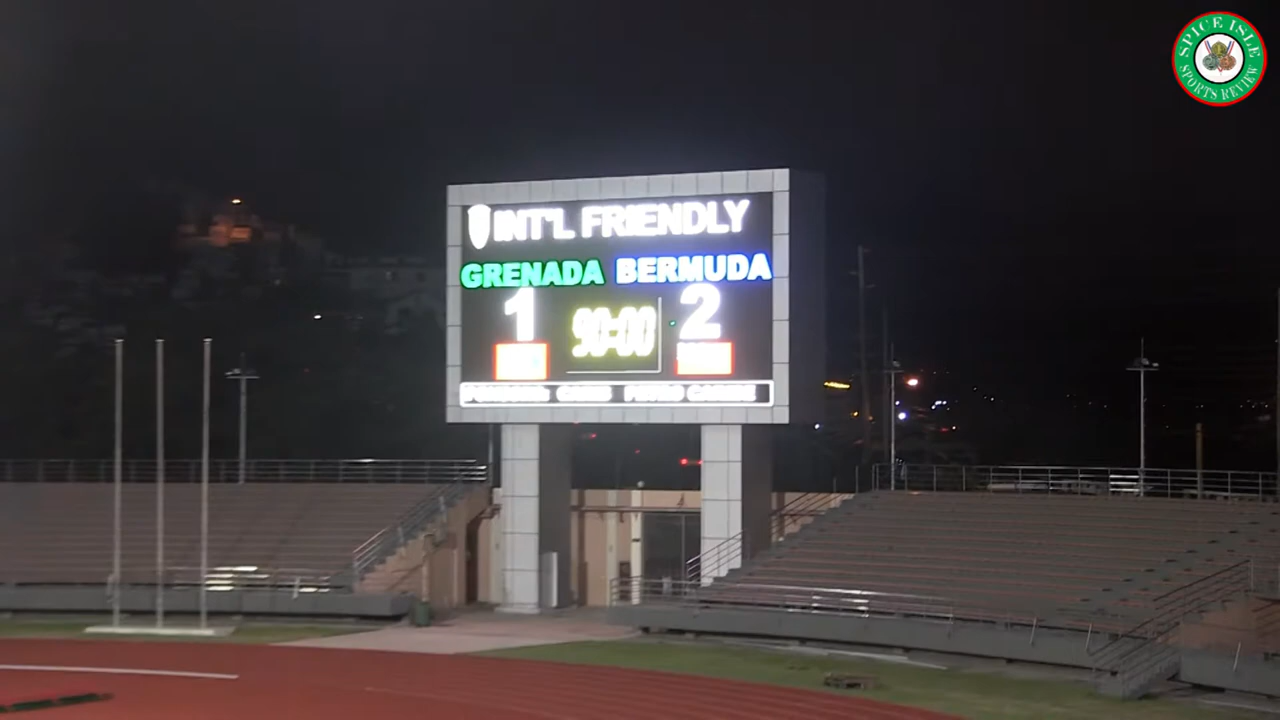 SPICE ISLE
SPORTS REVIEW
INT'L FRIENDLY
GRENADA BERMUDA
1 90:00 2